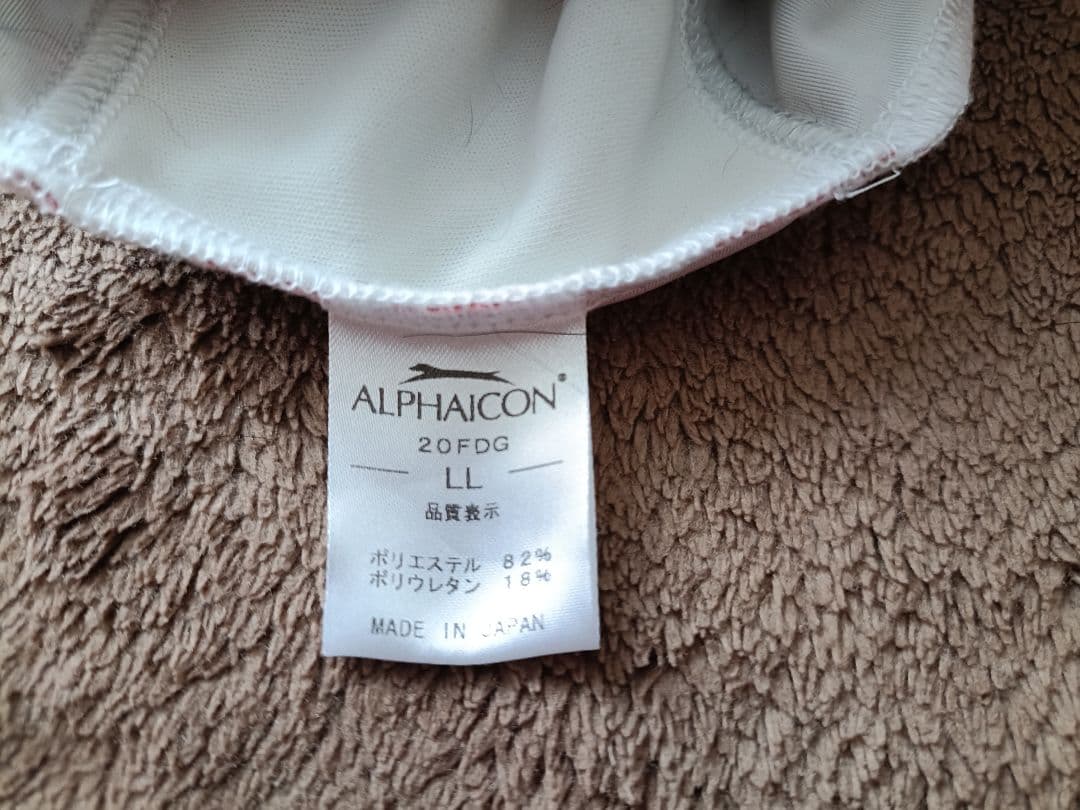 ALPHAICON®
20FDG
LL
品質表示
ポリエステル 82%
ポリウレタン 18%
MADE IN JAPAN